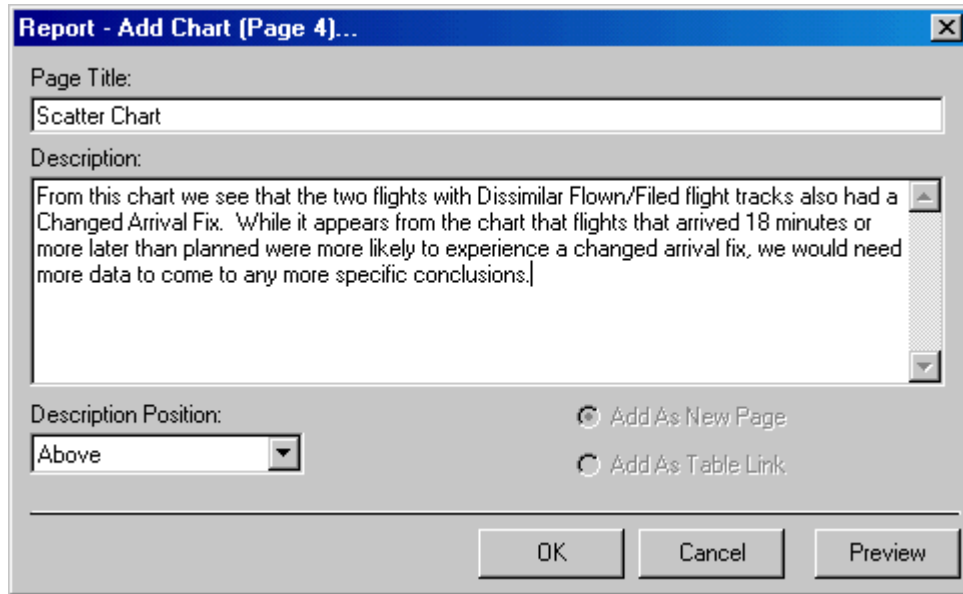 Report - Add Chart (Page 4)...
Page Title:
Scatter Chart
Description:
From this chart we see that the two flights with Dissimilar Flown/Filed flight tracks also had a
Changed Arrival Fix.  While it appears from the chart that flights that arrived 18 minutes or
more later than planned were more likely to experience a changed arrival fix, we would need
more data to come to any more specific conclusions.
Description Position:
Above
Add As New Page
Add As Table Link
OK
Cancel
Preview